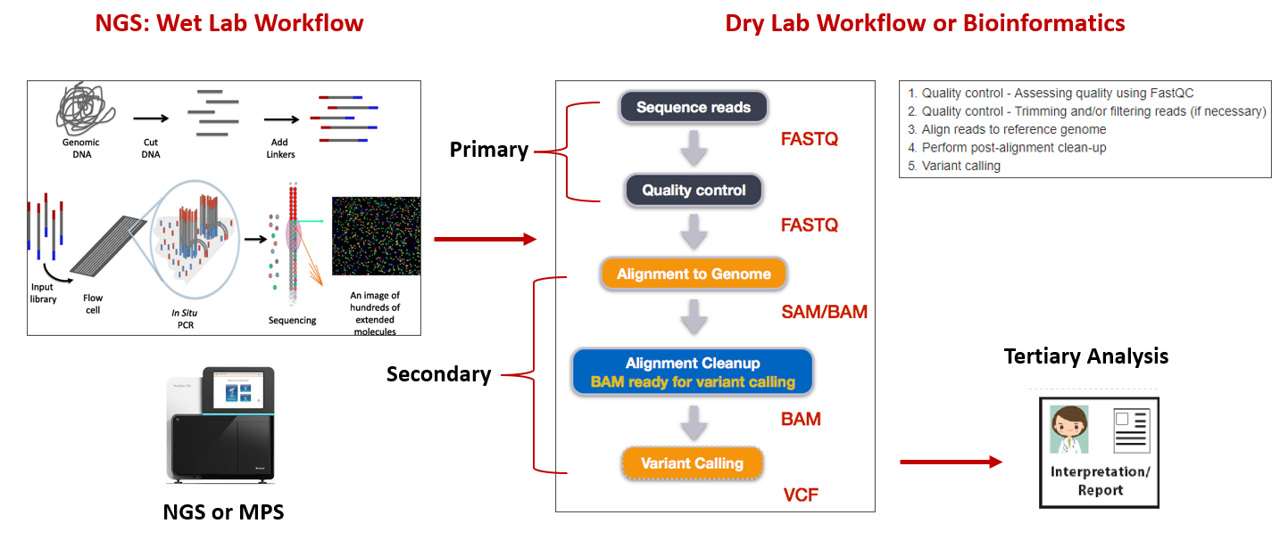 NGS: Wet Lab Workflow
Dry Lab Workflow or Bioinformatics
Genomic
DNA
Cut
DNA
Add
Linkers
Input
library
Flow
cell
In Situ
PCR
Sequencing
An image of
hundreds of
extended
molecules
NGS or MPS
Primary
Secondary
Sequence reads
FASTQ
Quality control
FASTQ
Alignment to Genome
SAM/BAM
Alignment Cleanup
BAM ready for variant calling
BAM
Variant Calling
VCF
1. Quality control - Assessing quality using FastQC
2. Quality control - Trimming and/or filtering reads (if necessary)
3. Align reads to reference genome
4. Perform post-alignment clean-up
5. Variant calling
Tertiary Analysis
Interpretation/
Report